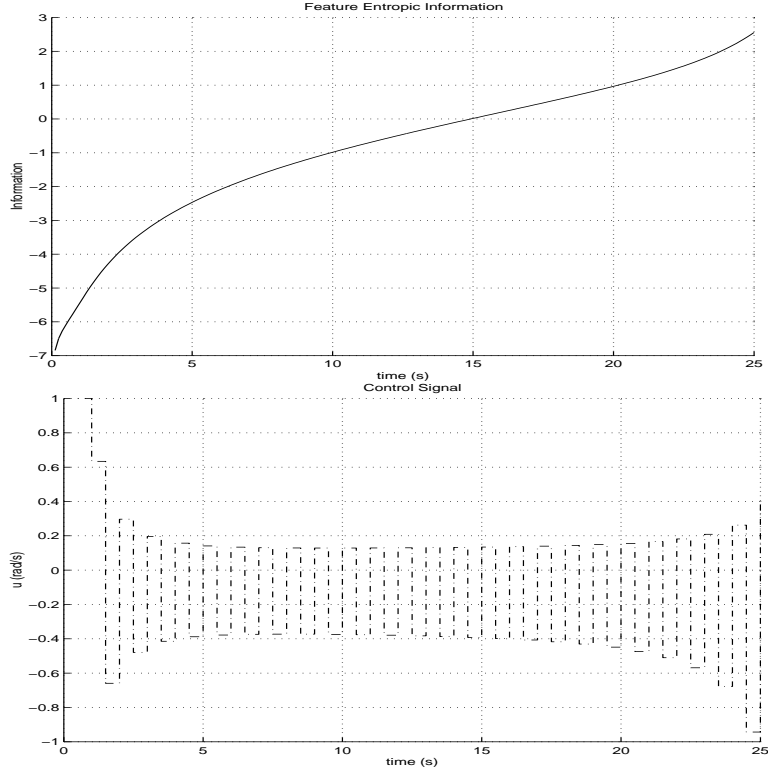 Feature Entropic Information
3
2
1
0
−1
−2
−3
−4
−5
−6
−7
Information
0 5 10 15 20 25
time (s)
Control Signal
1
0.8
0.6
0.4
0.2
0
−0.2
−0.4
−0.6
−0.8
−1
u (rad/s)
0 5 10 15 20 25
time (s)